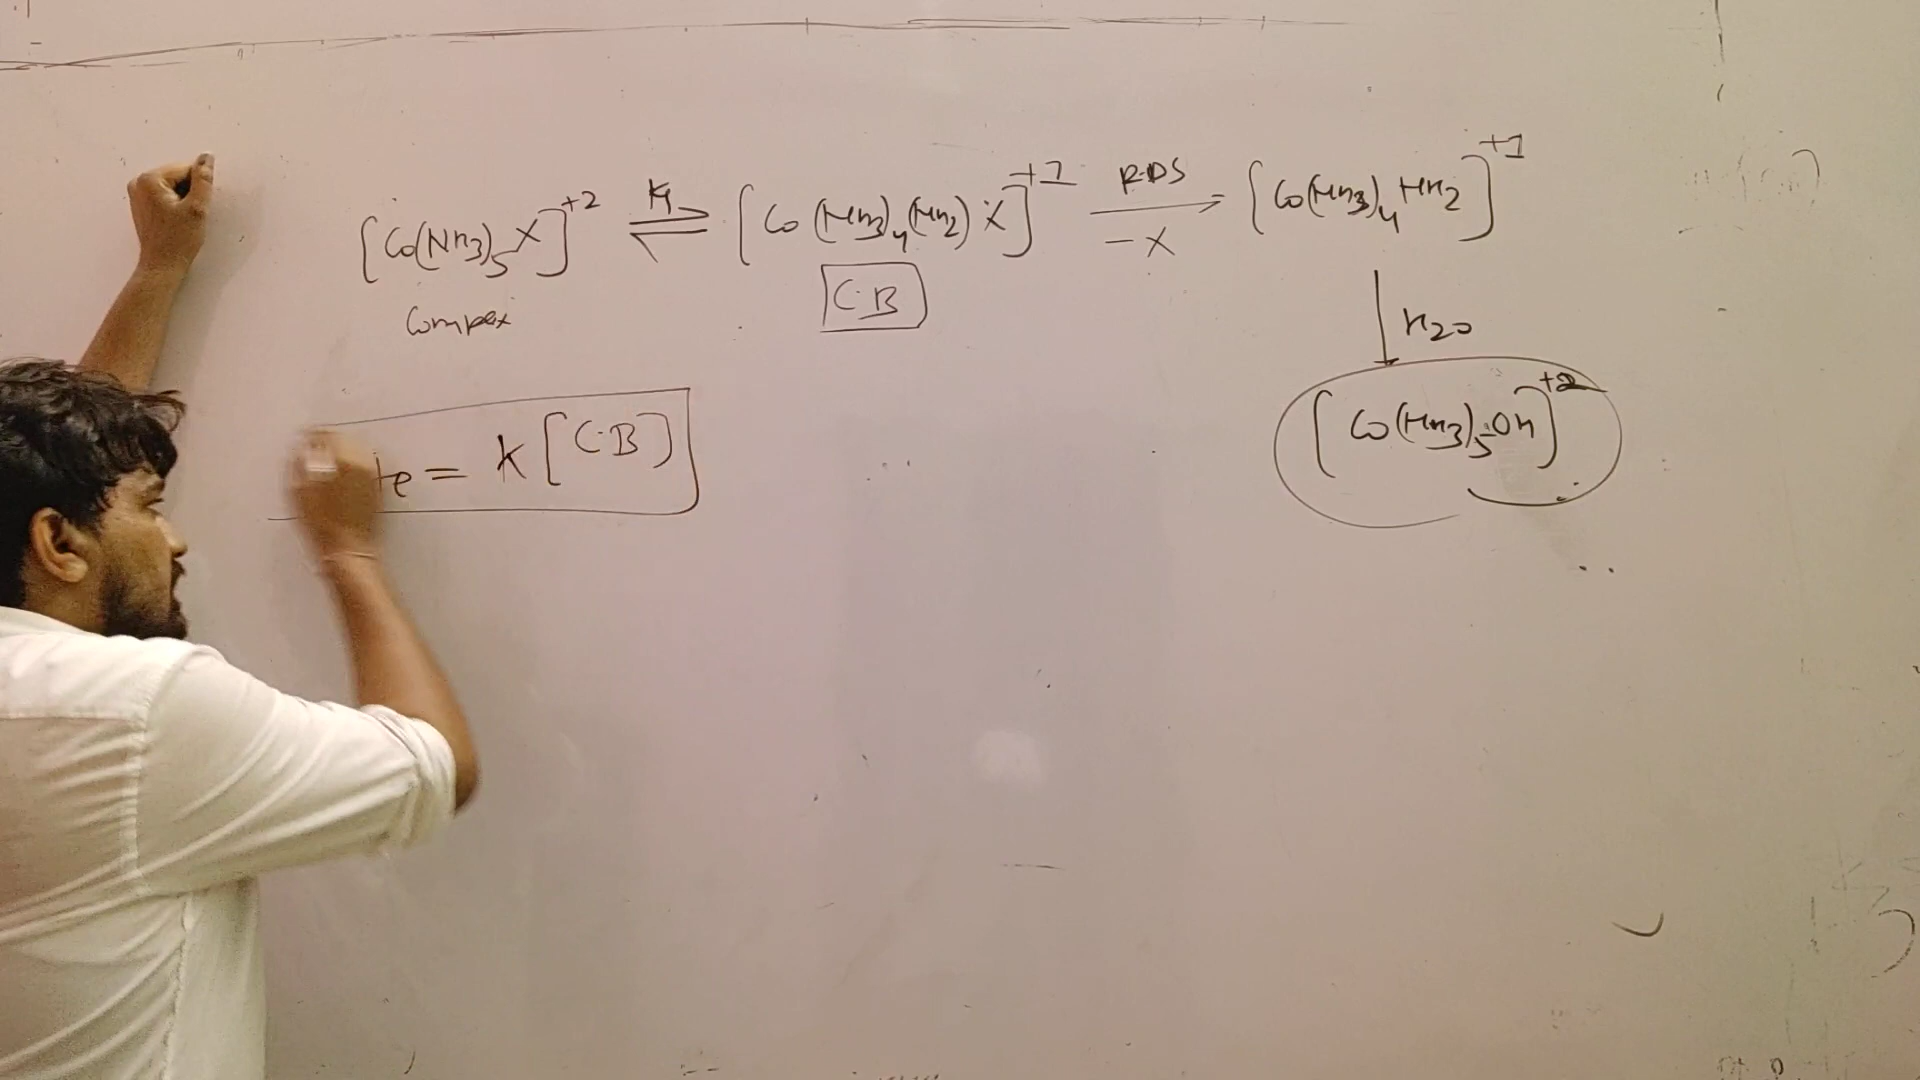 [Co(NH3)5X]+2 ⇌ K1 [Co(NH3)4(NH2)X]+1 RDS → -X [Co(NH3)4NH2]+1
Complex
C·B
↓ H2O
[Co(NH3)5OH]+2
te = K[C·B]